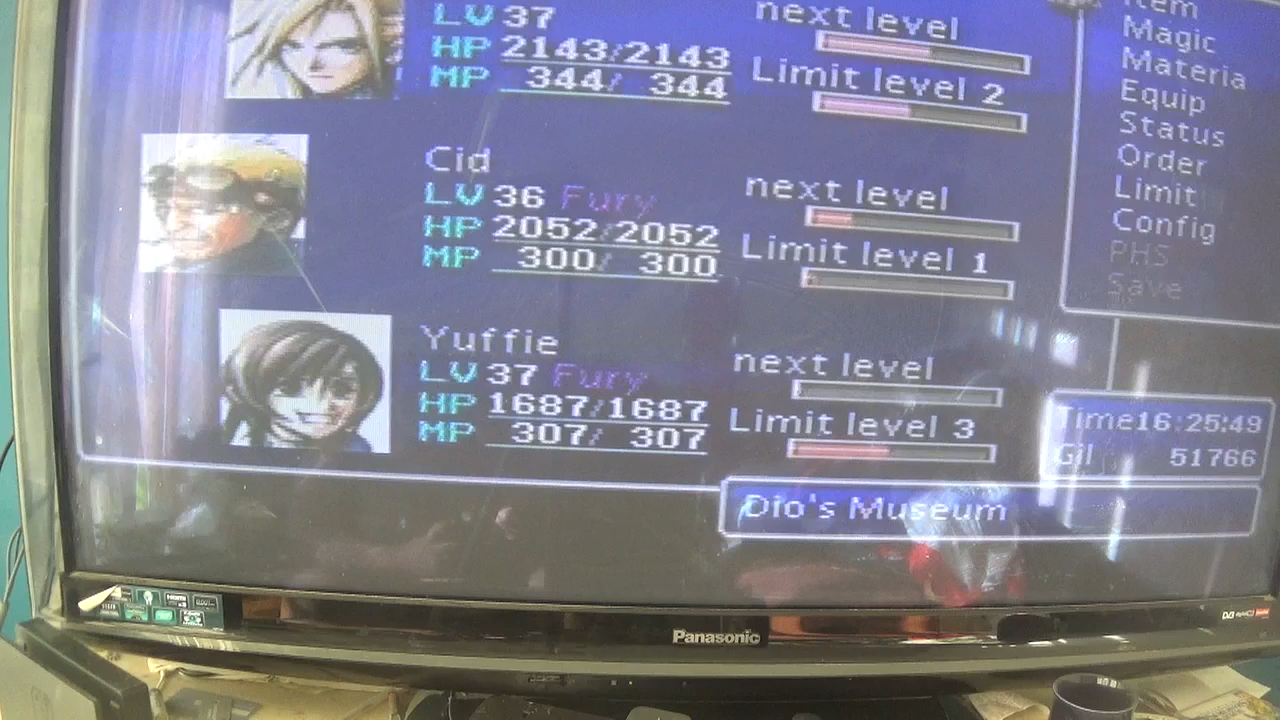 LV 37
next level
HP 2143/2143
MP 344/ 344
Limit level 2
Item
Magic
Materia
Equip
Status
Order
Limit
Config
PHS
Save
Cid
LV 36 Fury
next level
HP 2052/2052
MP 300/ 300
Limit level 1
Yuffie
LV 37 Fury
next level
HP 1687/1687
MP 307/ 307
Limit level 3
Time 16:25:49
Gil 51766
Dio's Museum
Panasonic